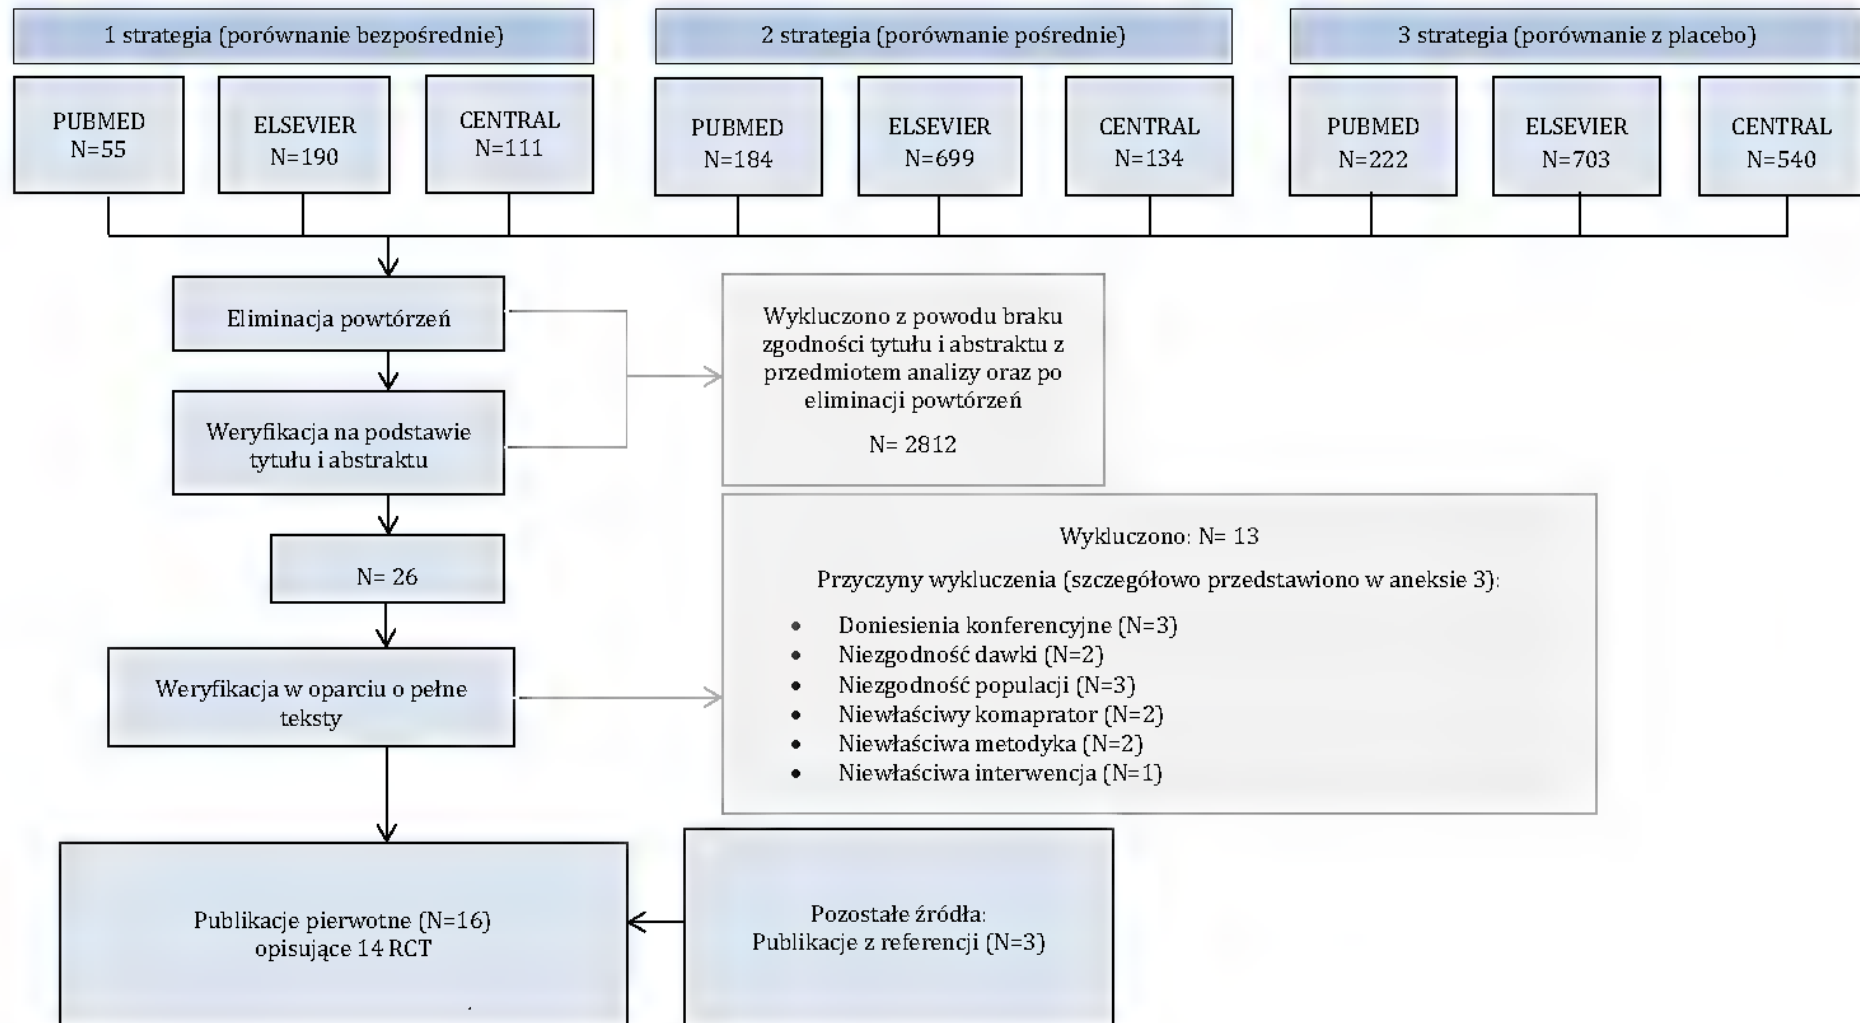 1 strategia (porównanie bezpośrednie)
2 strategia (porównanie pośrednie)
3 strategia (porównanie z placebo)
PUBMED
N=55
ELSEVIER
N=190
CENTRAL
N=111
PUBMED
N=184
ELSEVIER
N=699
CENTRAL
N=134
PUBMED
N=222
ELSEVIER
N=703
CENTRAL
N=540
Eliminacja powtórzeń
Wykluczono z powodu braku
zgodności tytułu i abstraktu z
przedmiotem analizy oraz po
eliminacji powtórzeń
N= 2812
Weryfikacja na podstawie
tytułu i abstraktu
N= 26
Wykluczono: N= 13
Przyczyny wykluczenia (szczegółowo przedstawiono w aneksie 3):
• Doniesienia konferencyjne (N=3)
• Niezgodność dawki (N=2)
• Niezgodność populacji (N=3)
• Niewłaściwy komaprator (N=2)
• Niewłaściwa metodyka (N=2)
• Niewłaściwa interwencja (N=1)
Weryfikacja w oparciu o pełne
teksty
Publikacje pierwotne (N=16)
opisujące 14 RCT
Pozostałe źródła:
Publikacje z referencji (N=3)